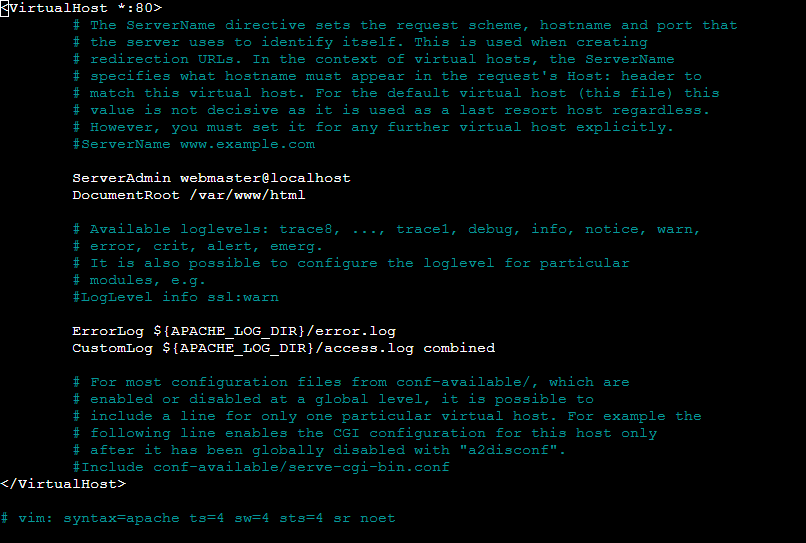 <VirtualHost *:80>
# The ServerName directive sets the request scheme, hostname and port that
# the server uses to identify itself. This is used when creating
# redirection URLs. In the context of virtual hosts, the ServerName
# specifies what hostname must appear in the request's Host: header to
# match this virtual host. For the default virtual host (this file) this
# value is not decisive as it is used as a last resort host regardless.
# However, you must set it for any further virtual host explicitly.
#ServerName www.example.com
ServerAdmin webmaster@localhost
DocumentRoot /var/www/html
# Available loglevels: trace8, ..., trace1, debug, info, notice, warn,
# error, crit, alert, emerg.
# It is also possible to configure the loglevel for particular
# modules, e.g.
#LogLevel info ssl:warn
ErrorLog ${APACHE_LOG_DIR}/error.log
CustomLog ${APACHE_LOG_DIR}/access.log combined
# For most configuration files from conf-available/, which are
# enabled or disabled at a global level, it is possible to
# include a line for only one particular virtual host. For example the
# following line enables the CGI configuration for this host only
# after it has been globally disabled with "a2disconf".
#Include conf-available/serve-cgi-bin.conf
</VirtualHost>
# vim: syntax=apache ts=4 sw=4 sts=4 sr noet